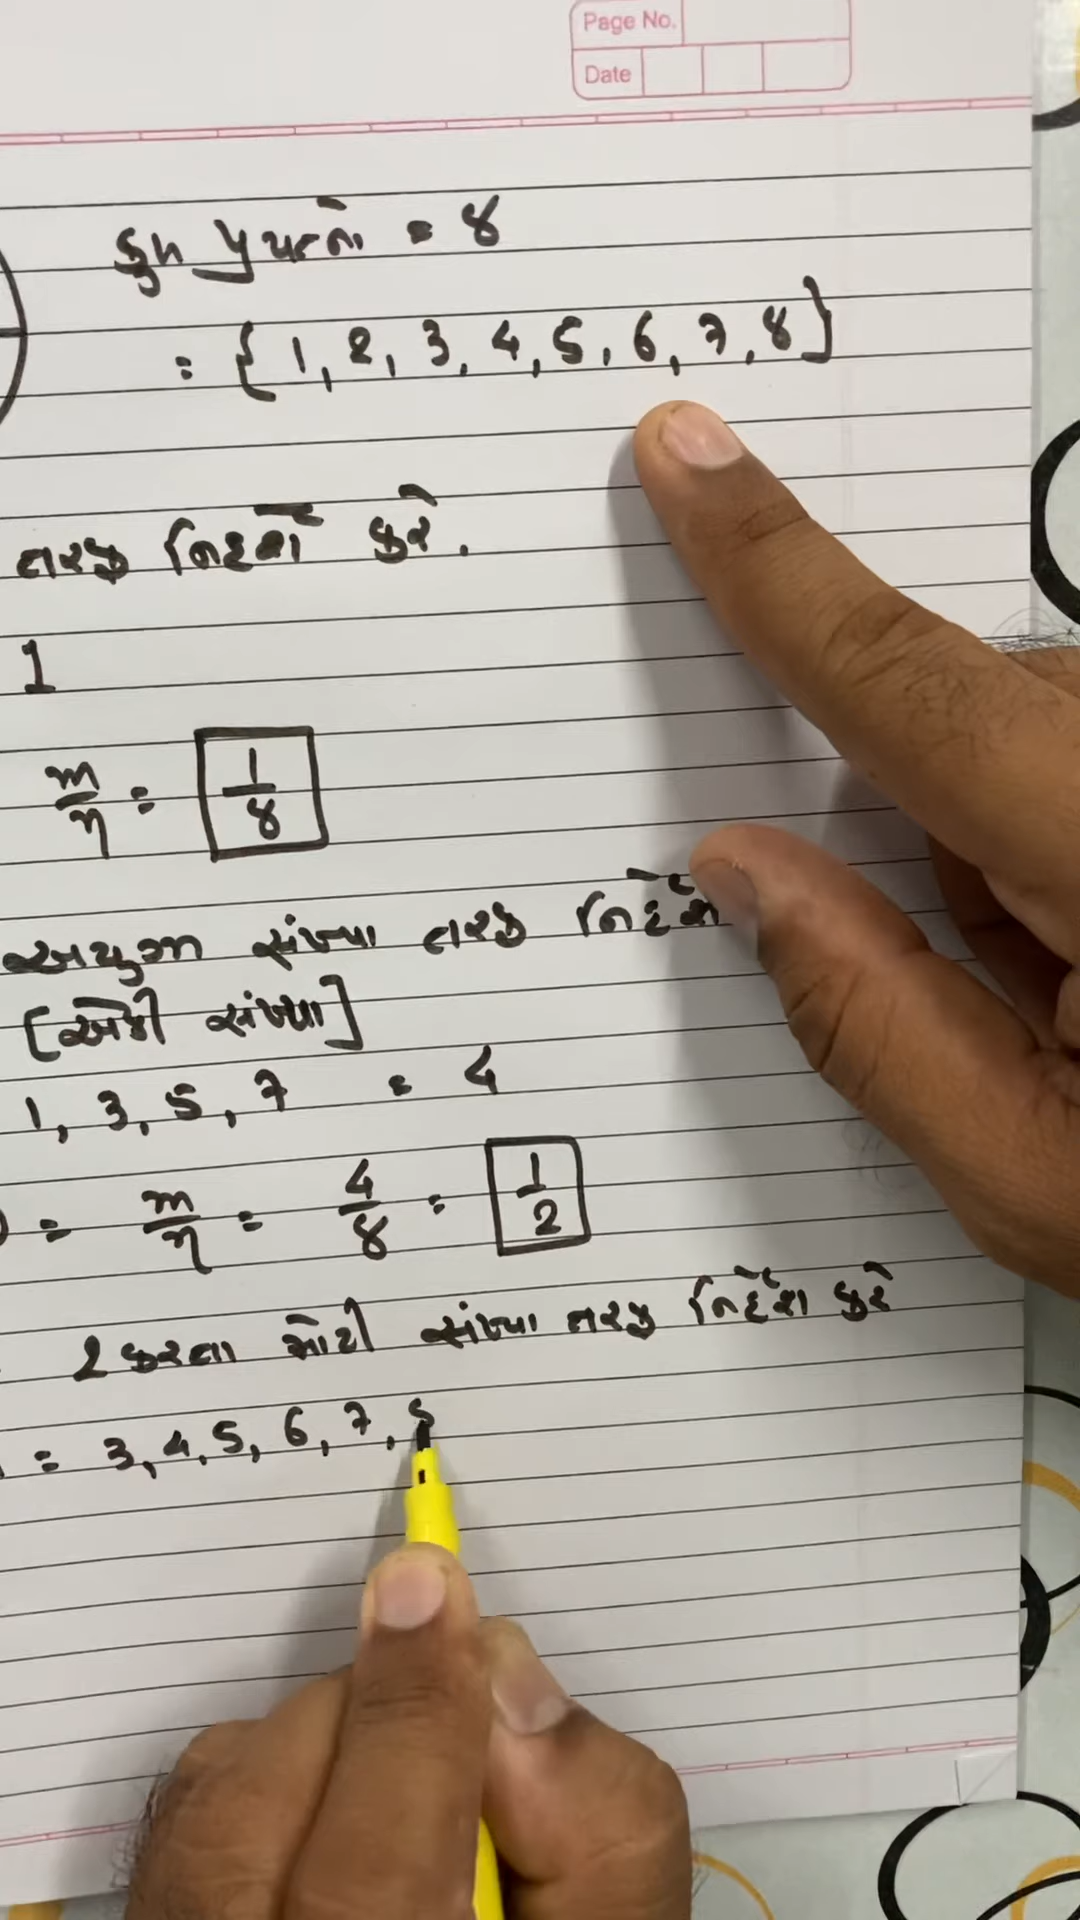 Page No.
Date
કુલ પ્રયત્નો = 8
= { 1, 2, 3, 4, 5, 6, 7, 8 }
તરફ નિર્દેશ કરે.
1
m/n = 1/8
અયુગ્મ સંખ્યા તરફ નિર્દેશ
[એકી સંખ્યા]
1, 3, 5, 7 = 4
) = m/n = 4/8 = 1/2
2 કરતા મોટી સંખ્યા તરફ નિર્દેશ કરે
= 3, 4, 5, 6, 7,